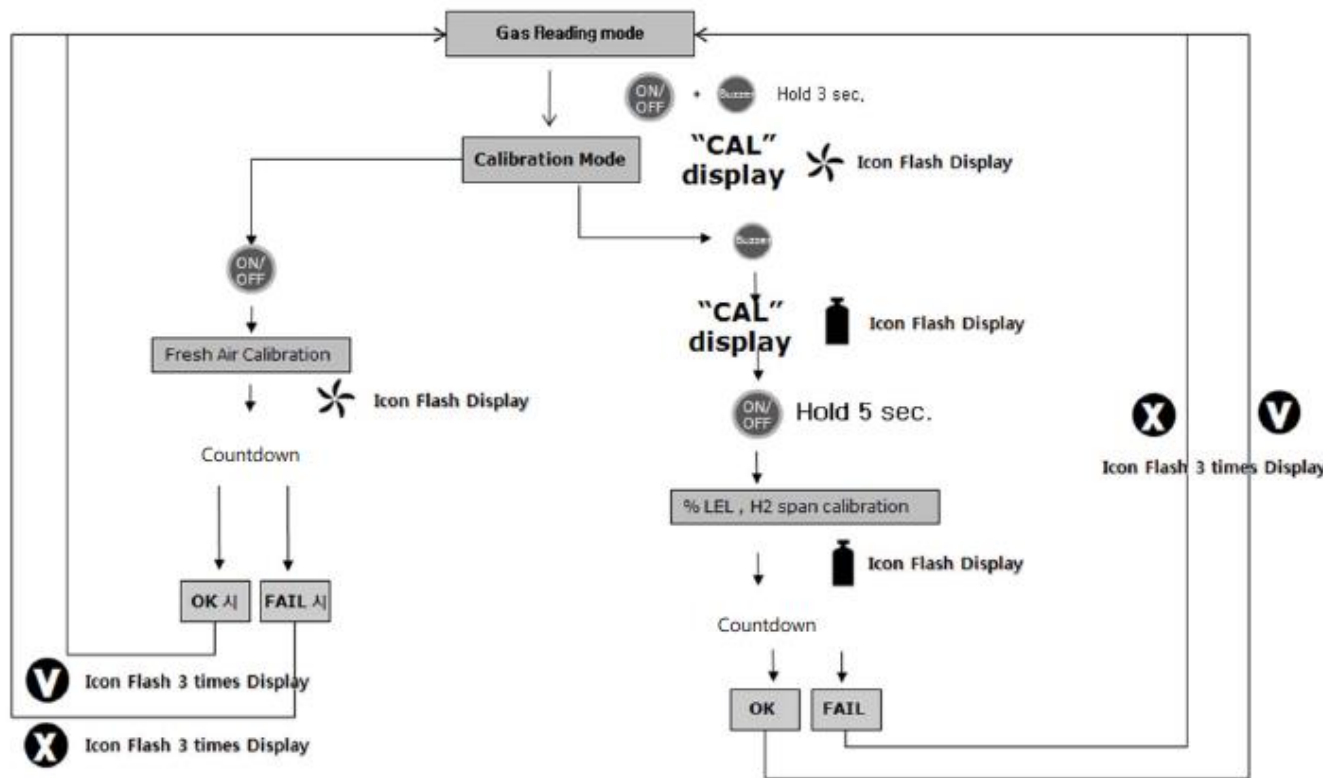 Gas Reading mode
ON/
OFF
+
Buzzer
Hold 3 sec.
Calibration Mode
“CAL”
display
Icon Flash Display
ON/
OFF
Buzzer
Fresh Air Calibration
Icon Flash Display
Countdown
OK 시
FAIL 시
V
Icon Flash 3 times Display
X
Icon Flash 3 times Display
“CAL”
display
Icon Flash Display
ON/
OFF
Hold 5 sec.
% LEL , H2 span calibration
Icon Flash Display
Countdown
OK
FAIL
X
V
Icon Flash 3 times Display